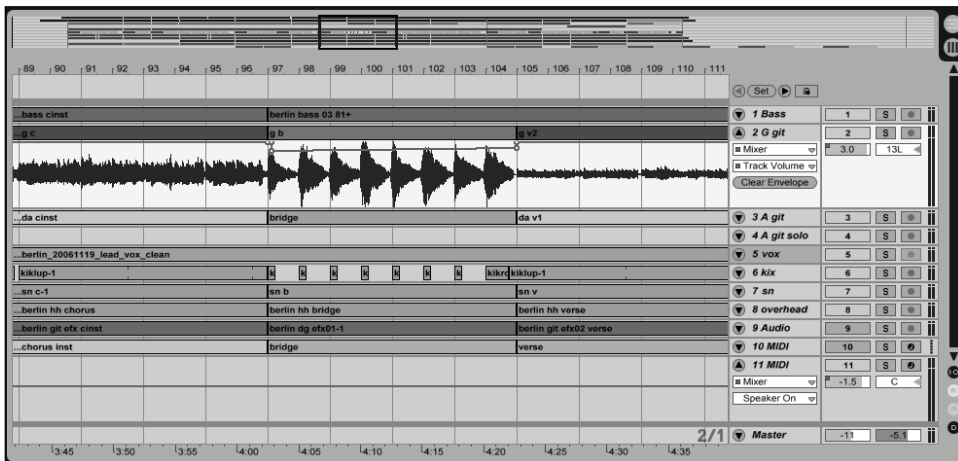 89 90 91 92 93 94 95 96 97 98 99 100 101 102 103 104 105 106 107 108 109 110 111
Set
...bass cinst berlin bass 03 81+ 1 Bass 1 S
...g c g b g v2 2 G git 2 S
Mixer 3.0 13L
Track Volume
Clear Envelope
...da cinst bridge da v1 3 A git 3 S
4 A git solo 4 S
...berlin_20061119_lead_vox_clean 5 vox 5 S
kiklup-1 k k k k k k k kikro kiklup-1 6 kix 6 S
...sn c-1 sn b sn v 7 sn 7 S
...berlin hh chorus berlin hh bridge berlin hh verse 8 overhead 8 S
...berlin git efx cinst berlin dg efx01-1 berlin git efx02 verse 9 Audio 9 S
...chorus inst bridge verse 10 MIDI 10 S
11 MIDI 11 S
Mixer -1.5 C
Speaker On
2/1 Master -11 -5.1
3:45 3:50 3:55 4:00 4:05 4:10 4:15 4:20 4:25 4:30 4:35